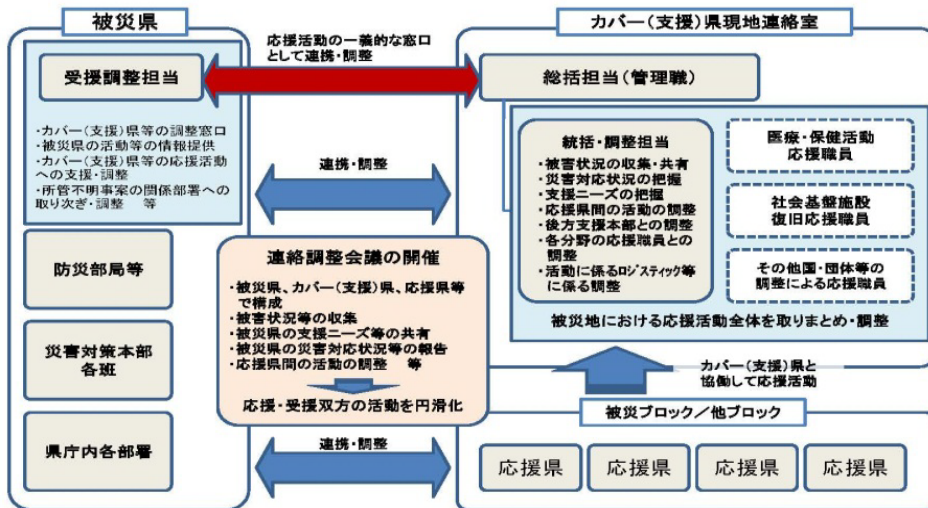 被災県
受援調整担当
・カバー(支援)県等の調整窓口
・被災県の活動等の情報提供
・カバー(支援)県等の応援活動
への支援・調整
・所管不明事案の関係部署への
取り次ぎ・調整　等
防災部局等
災害対策本部
各班
県庁内各部署
応援活動の一義的な窓口
として連携・調整
連携・調整
連絡調整会議の開催
・被災県、カバー(支援)県、応援県等
で構成
・被害状況等の収集
・被災県の支援ニーズ等の共有
・被災県の災害対応状況等の報告
・応援県間の活動の調整　等
応援・受援双方の活動を円滑化
連携・調整
カバー(支援)県現地連絡室
総括担当(管理職)
統括・調整担当
・被害状況の収集・共有
・災害対応状況の把握
・支援ニーズの把握
・応援県間の活動の調整
・後方支援本部との調整
・各分野の応援職員との
調整
・活動に係るロジスティック等
に係る調整
医療・保健活動
応援職員
社会基盤施設
復旧応援職員
その他国・団体等の
調整による応援職員
被災地における応援活動全体を取りまとめ・調整
カバー(支援)県と
協働して応援活動
被災ブロック/他ブロック
応援県
応援県
応援県
応援県